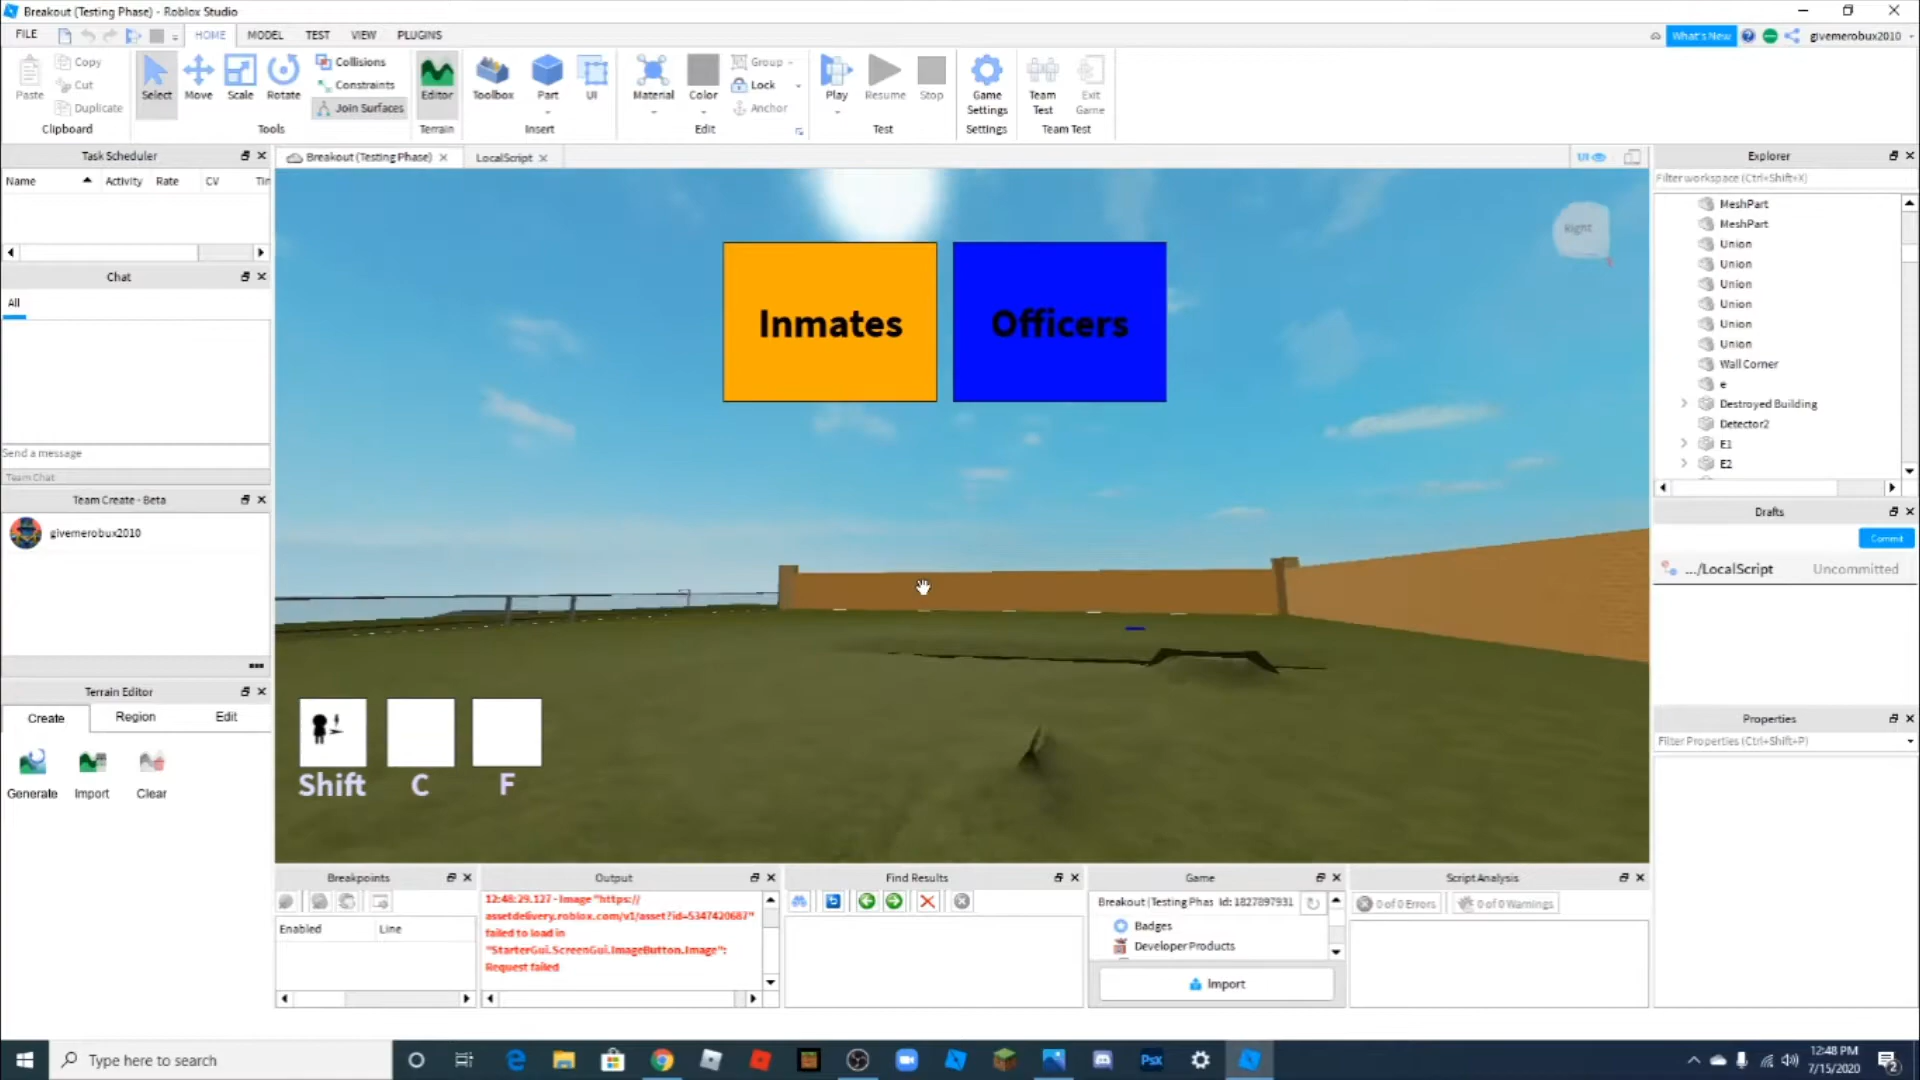 Breakout (Testing Phase) - Roblox Studio
FILE
HOME
MODEL
TEST
VIEW
PLUGINS
What's New
givemerobux2010
Paste
Copy
Cut
Duplicate
Clipboard
Select
Move
Scale
Rotate
Collisions
Constraints
Join Surfaces
Tools
Editor
Terrain
Toolbox
Part
UI
Insert
Material
Color
Group
Lock
Anchor
Edit
Play
Resume
Stop
Test
Game
Settings
Settings
Team
Test
Exit
Game
Team Test
Task Scheduler
Name
Activity
Rate
CV
Tir
Chat
All
Send a message
Team Chat
Team Create - Beta
givemerobux2010
Terrain Editor
Create
Region
Edit
Generate
Import
Clear
Breakout (Testing Phase)
LocalScript
UI
Right
Inmates
Officers
Shift
C
F
Breakpoints
Enabled
Line
Output
12:48:29.127 - Image "https://
assetdelivery.roblox.com/v1/asset?id=5347420687"
failed to load in
"StarterGui.ScreenGui.ImageButton.Image":
Request failed
Find Results
Game
Breakout (Testing Phas Id: 1827897931
Badges
Developer Products
Import
Script Analysis
0 of 0 Errors
0 of 0 Warnings
Explorer
Filter workspace (Ctrl+Shift+X)
MeshPart
MeshPart
Union
Union
Union
Union
Union
Union
Wall Corner
e
Destroyed Building
Detector2
E1
E2
Drafts
Commit
.../LocalScript
Uncommitted
Properties
Filter Properties (Ctrl+Shift+P)
Type here to search
Psx
12:48 PM
7/15/2020
2